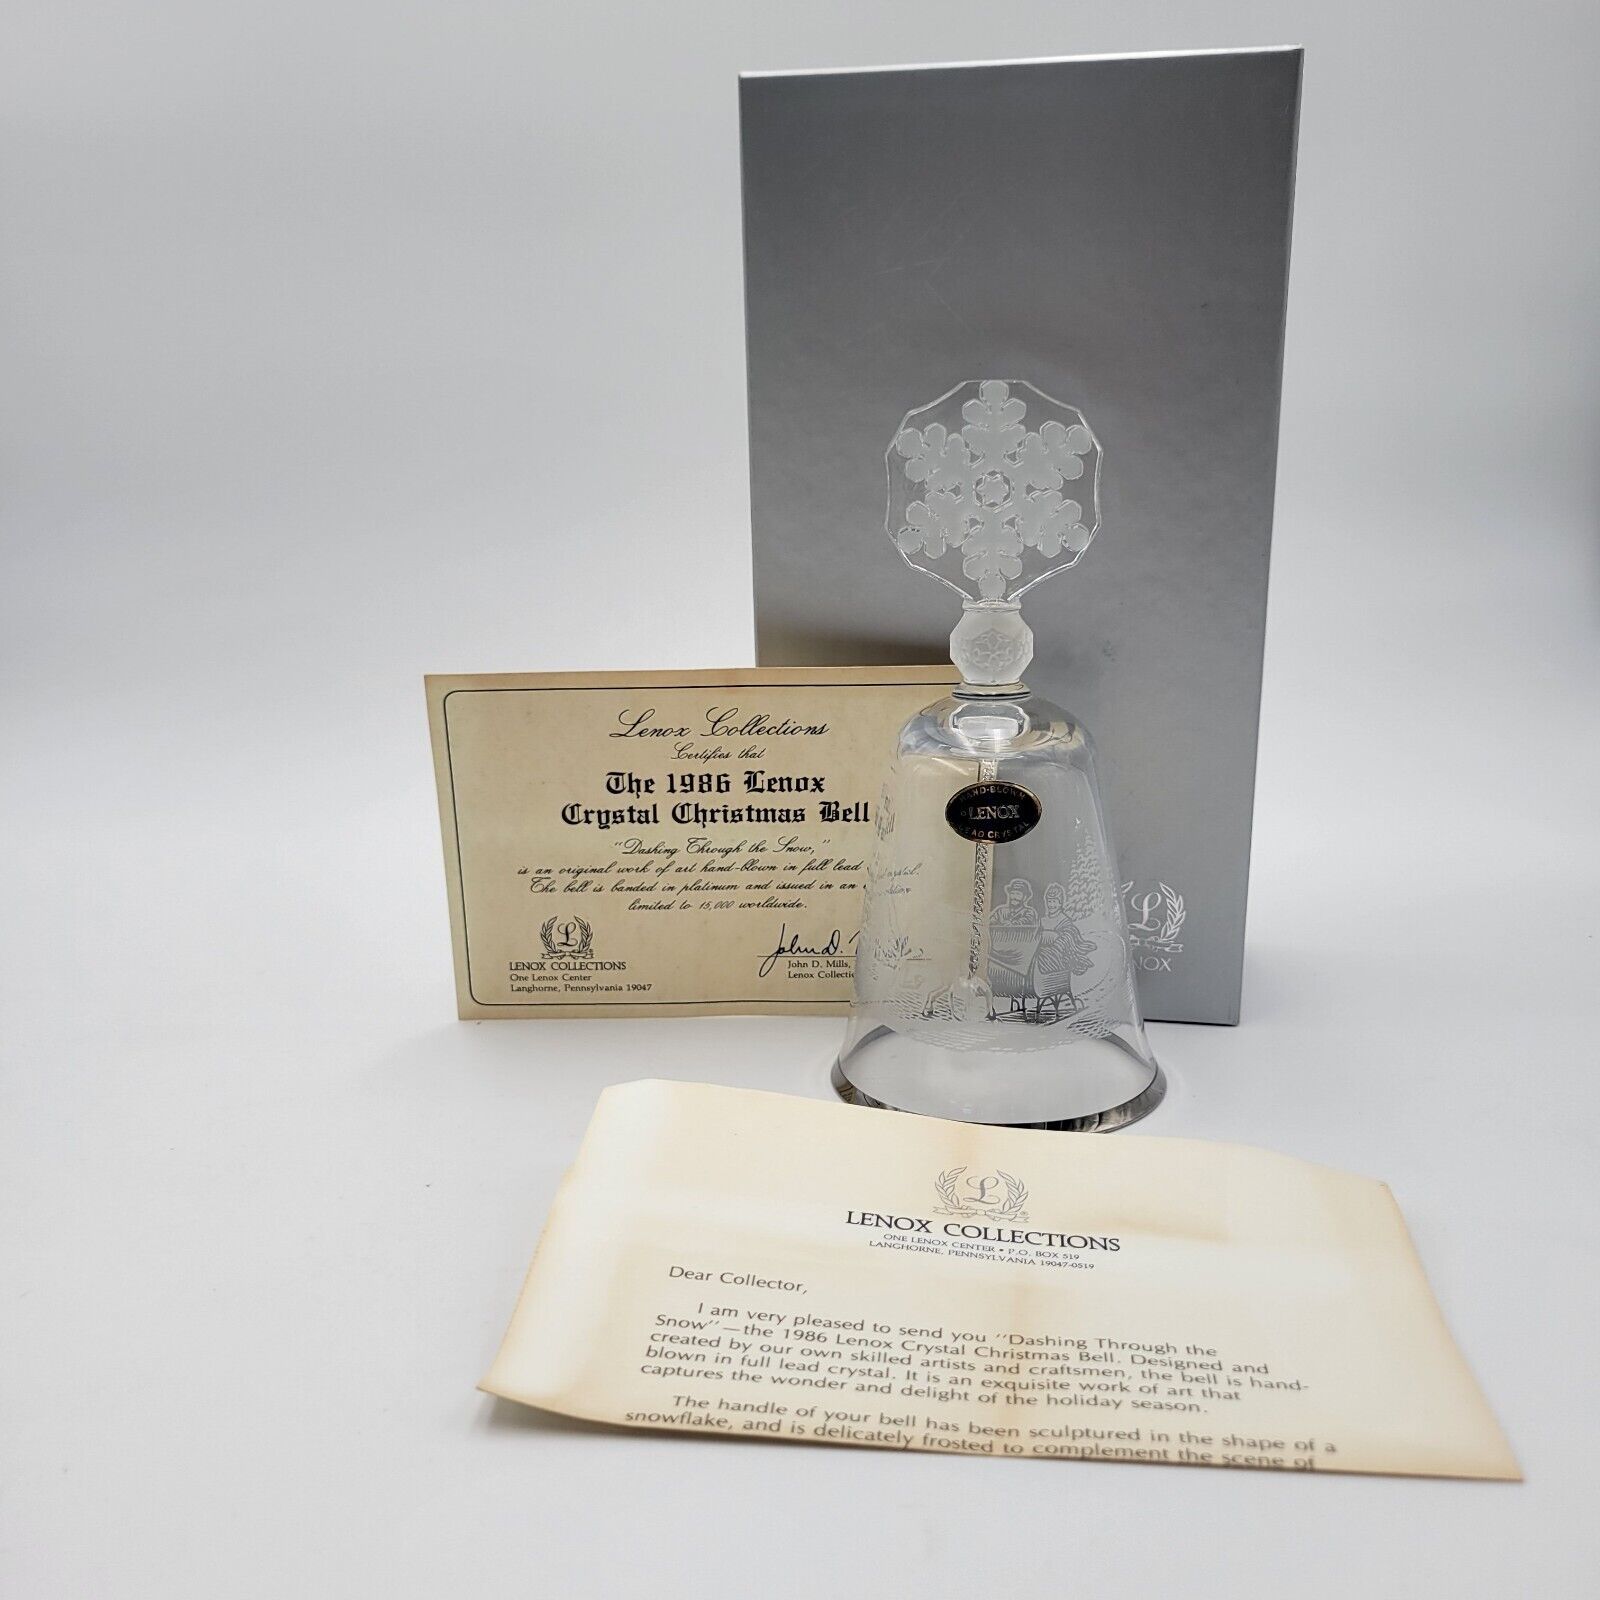 Lenox Collections
Certifies that
The 1986 Lenox
Crystal Christmas Bell
"Dashing Through the Snow,"
is an original work of art hand-blown in full lead crystal.
The bell is banded in platinum and issued in an
limited to 15,000 worldwide.
L
LENOX COLLECTIONS
One Lenox Center
Langhorne, Pennsylvania 19047
John D.
John D. Mills,
Lenox
HAND-BLOWN
LENOX
LEAD CRYSTAL
L
NOX
L
LENOX COLLECTIONS
ONE LENOX CENTER • P.O. BOX 519
LANGHORNE, PENNSYLVANIA 19047-0519
Dear Collector,
I am very pleased to send you "Dashing Through the
Snow"—the 1986 Lenox Crystal Christmas Bell. Designed and
created by our own skilled artists and craftsmen, the bell is hand-
blown in full lead crystal. It is an exquisite work of art that
captures the wonder and delight of the holiday season.
The handle of your bell has been sculptured in the shape of a
snowflake, and is delicately frosted to complement the scene of